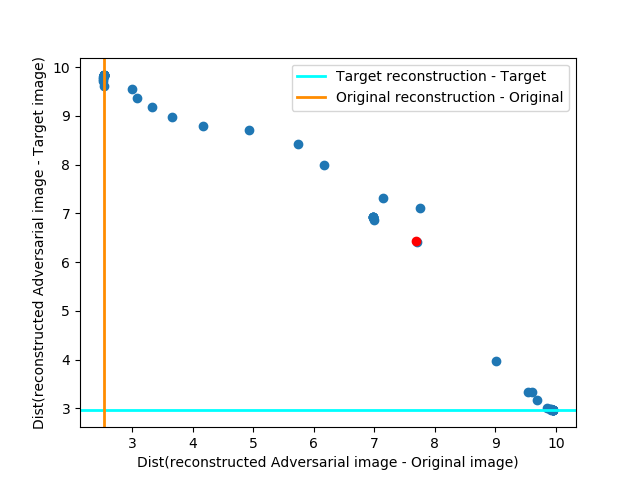 Target reconstruction - Target
Original reconstruction - Original
10
9
8
7
6
5
4
3
Dist(reconstructed Adversarial image - Target image)
3 4 5 6 7 8 9 10
Dist(reconstructed Adversarial image - Original image)